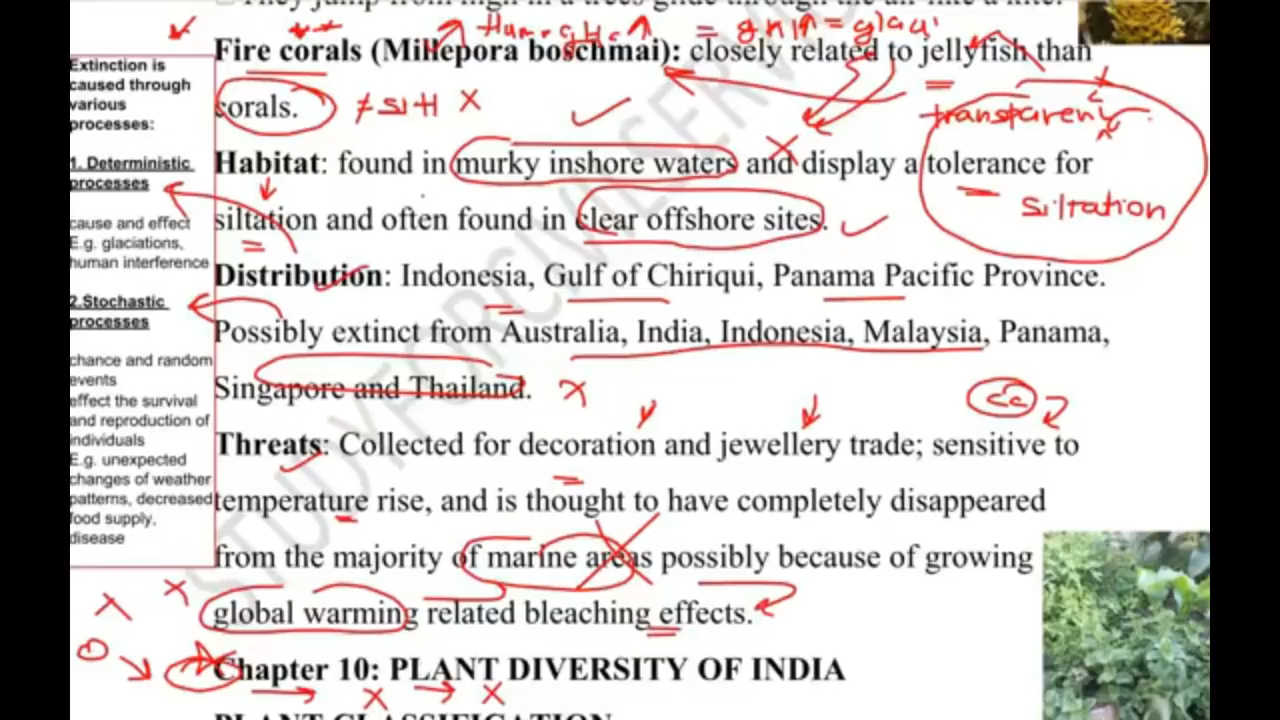 They jump from high in a trees glide through the air like a kite.
Fire corals (Millepora boschmai): closely related to jellyfish than
corals.
≠ silt X
transparency
Habitat: found in murky inshore waters and display a tolerance for
siltation
siltation and often found in clear offshore sites.
Distribution: Indonesia, Gulf of Chiriqui, Panama Pacific Province.
Possibly extinct from Australia, India, Indonesia, Malaysia, Panama,
Singapore and Thailand.
Threats: Collected for decoration and jewellery trade; sensitive to
temperature rise, and is thought to have completely disappeared
from the majority of marine areas possibly because of growing
global warming related bleaching effects.
Chapter 10: PLANT DIVERSITY OF INDIA
PLANT CLASSIFICATION
Extinction is
caused through
various
processes:
1. Deterministic
processes
cause and effect
E.g. glaciations,
human interference
2.Stochastic
processes
chance and random
events
effect the survival
and reproduction of
individuals
E.g. unexpected
changes of weather
patterns, decreased
food supply,
disease